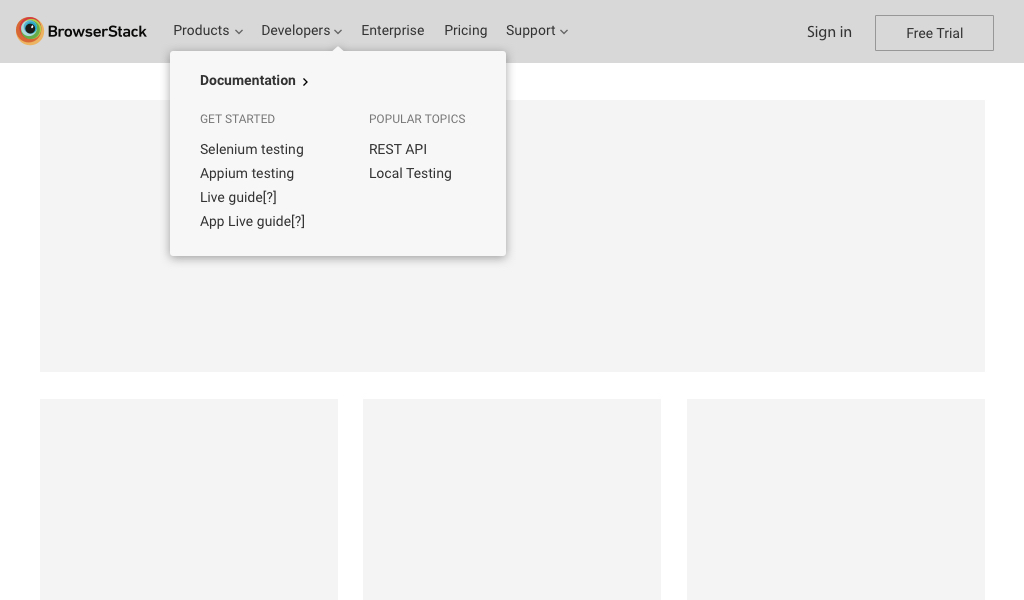 BrowserStack Products Developers Enterprise Pricing Support Sign in Free Trial
Documentation
GET STARTED
Selenium testing
Appium testing
Live guide[?]
App Live guide[?]
POPULAR TOPICS
REST API
Local Testing